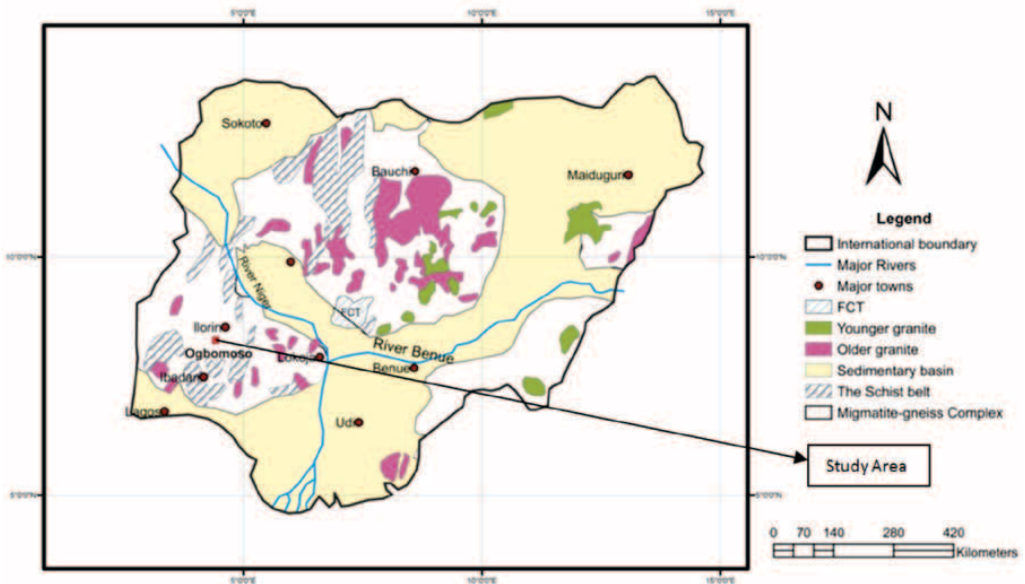 5°0'0"E 10°0'0"E 15°0'0"E
Sokoto
Bauchi
Maiduguri
10°0'0"N 10°0'0"N
River Niger
FCT
Ilorin
Ogbomoso
Lokoja
River Benue
Benue
Ibadan
Lagos
Udi
5°0'0"N 5°0'0"N
5°0'0"E 10°0'0"E 15°0'0"E
N
Legend
International boundary
Major Rivers
Major towns
FCT
Younger granite
Older granite
Sedimentary basin
The Schist belt
Migmatite-gneiss Complex
Study Area
0 70 140 280 420
Kilometers